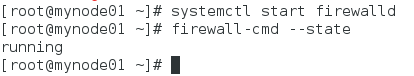 [root@mynode01 ~]# systemctl start firewalld
[root@mynode01 ~]# firewall-cmd --state
running
[root@mynode01 ~]#